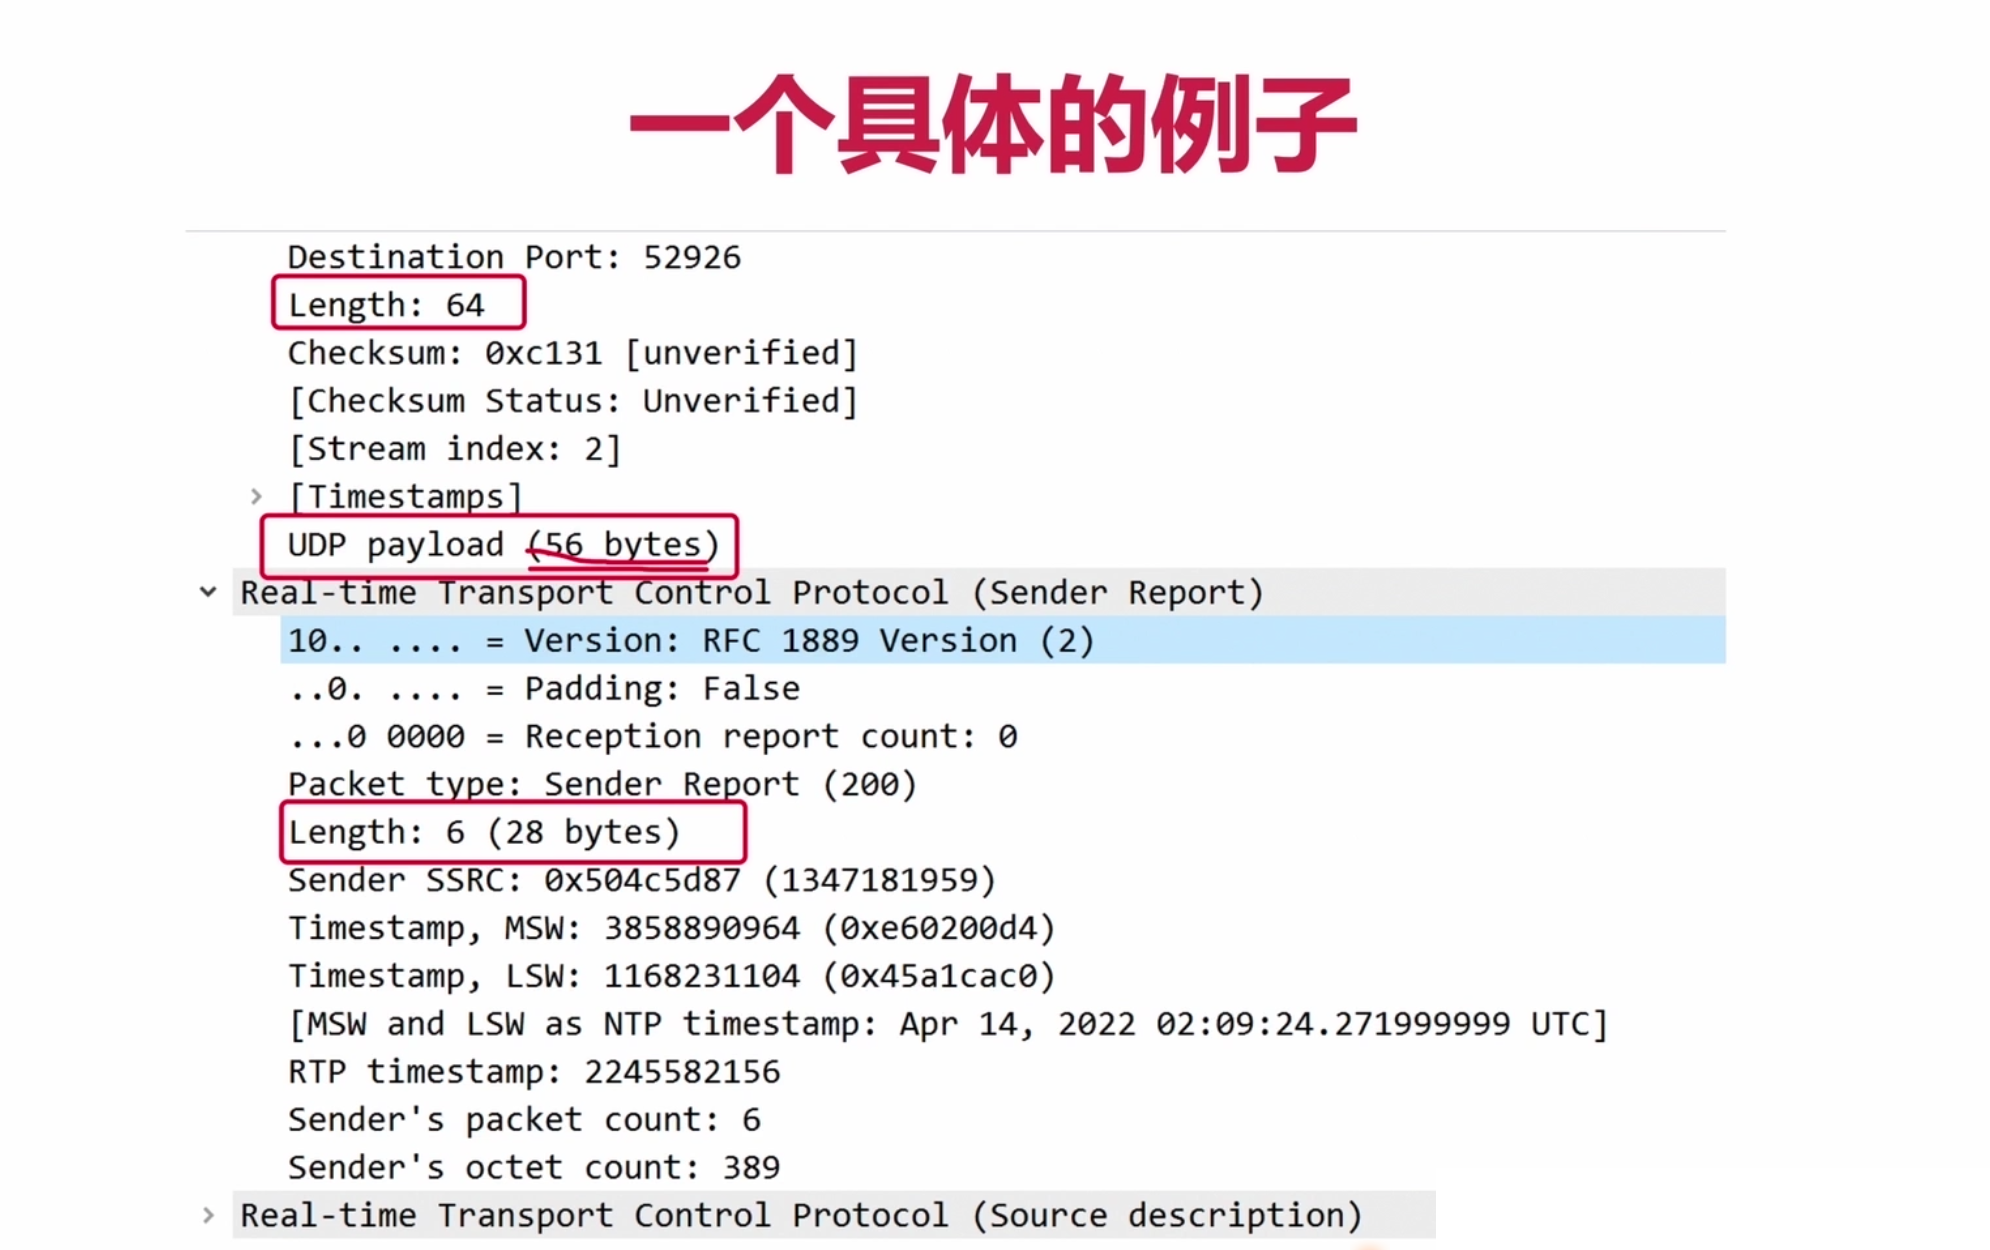 一个具体的例子
Destination Port: 52926
Length: 64
Checksum: 0xc131 [unverified]
[Checksum Status: Unverified]
[Stream index: 2]
[Timestamps]
UDP payload (56 bytes)
Real-time Transport Control Protocol (Sender Report)
10.. .... = Version: RFC 1889 Version (2)
..0. .... = Padding: False
...0 0000 = Reception report count: 0
Packet type: Sender Report (200)
Length: 6 (28 bytes)
Sender SSRC: 0x504c5d87 (1347181959)
Timestamp, MSW: 3858890964 (0xe60200d4)
Timestamp, LSW: 1168231104 (0x45a1cac0)
[MSW and LSW as NTP timestamp: Apr 14, 2022 02:09:24.271999999 UTC]
RTP timestamp: 2245582156
Sender's packet count: 6
Sender's octet count: 389
Real-time Transport Control Protocol (Source description)